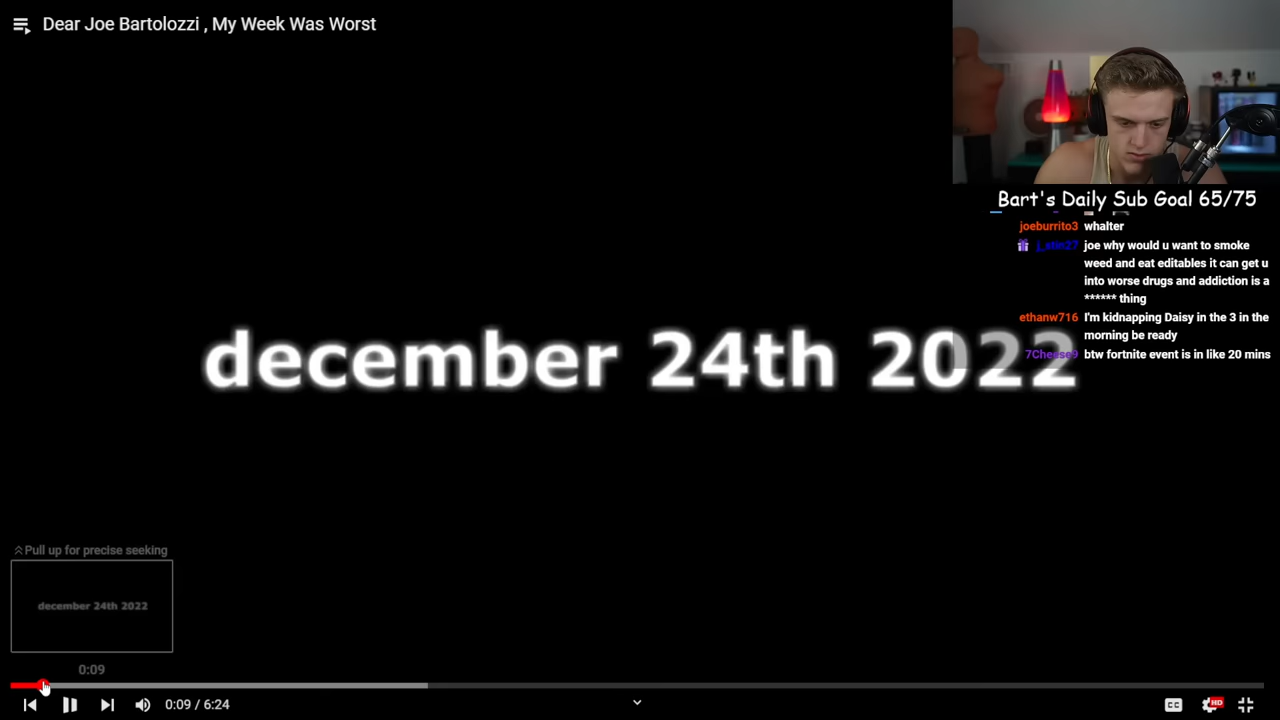 Dear Joe Bartolozzi , My Week Was Worst
Bart's Daily Sub Goal 65/75
joeburrito3 whalter
joe why would u want to smoke
weed and eat editables it can get u
into worse drugs and addiction is a
****** thing
ethanw716 I'm kidnapping Daisy in the 3 in the
morning be ready
7Cheese9 btw fortnite event is in like 20 mins
december 24th 2022
Pull up for precise seeking
december 24th 2022
0:09
0:09 / 6:24
CC
HD